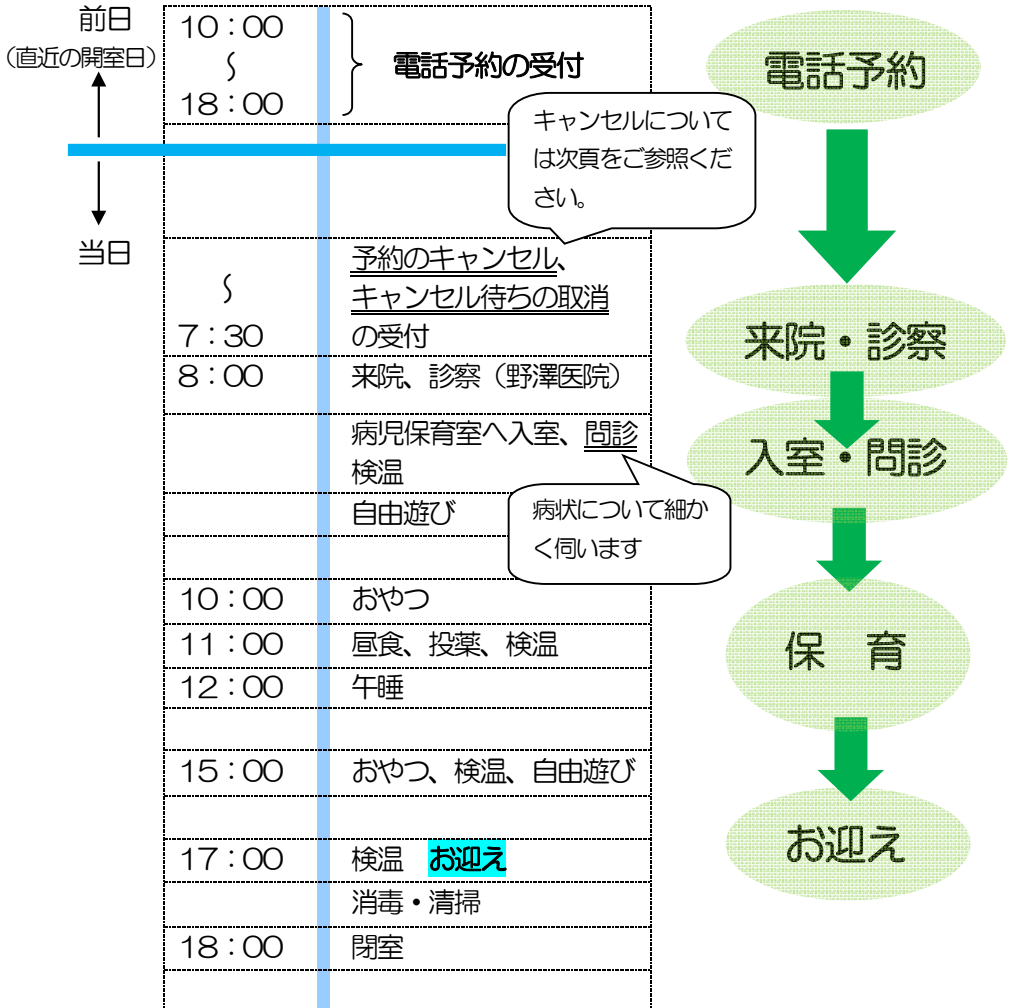 前日
(直近の開室日)
10：00
～
18：00
電話予約の受付
キャンセルについて
は次頁をご参照くだ
さい。
当日
～
7：30
予約のキャンセル、
キャンセル待ちの取消
の受付
8：00 来院、診察（野澤医院）
病児保育室へ入室、問診
検温
自由遊び
病状について細か
く伺います
10：00 おやつ
11：00 昼食、投薬、検温
12：00 午睡
15：00 おやつ、検温、自由遊び
17：00 検温 お迎え
消毒・清掃
18：00 閉室
電話予約
来院・診察
入室・問診
保 育
お迎え